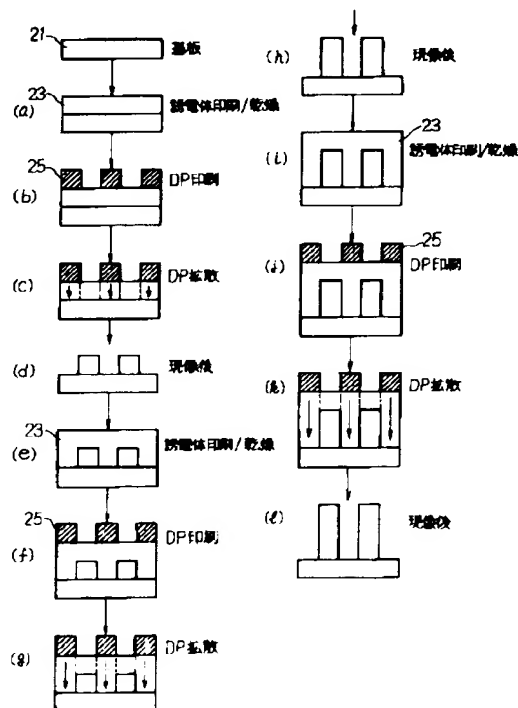 21
基板
23
(a)
誘電体印刷/乾燥
25
(b)
DP印刷
(c)
DP拡散
(d)
現像後
23
(e)
誘電体印刷/乾燥
25
(f)
DP印刷
(g)
DP拡散
(h)
現像後
23
(i)
誘電体印刷/乾燥
25
(j)
DP印刷
(k)
DP拡散
(l)
現像後